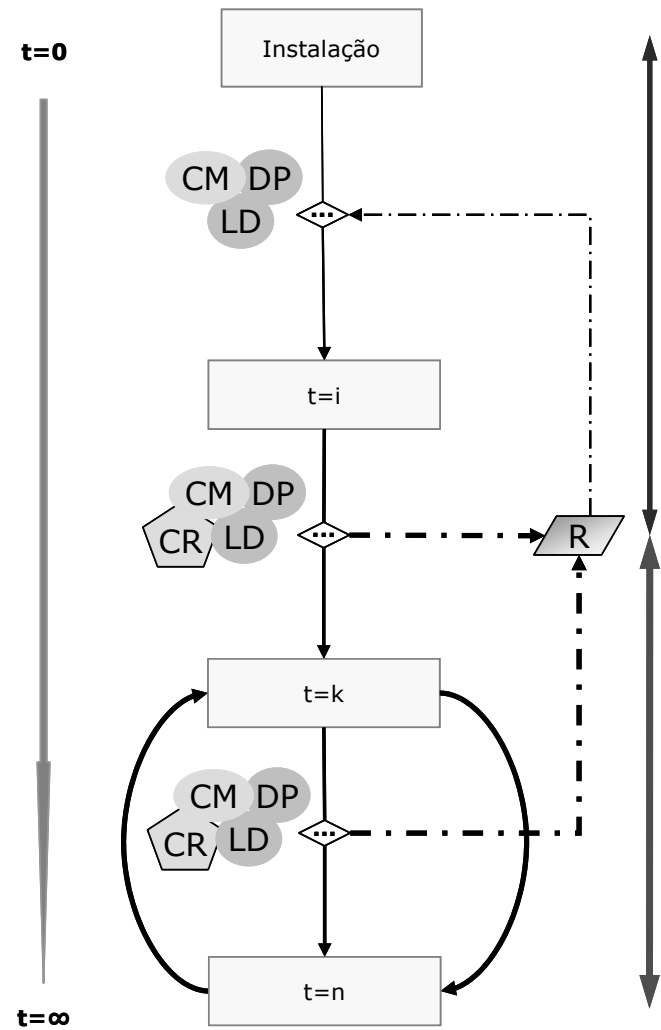 t=0
Instalação
CM DP
LD
...
t=i
CM DP
CR LD
...
R
t=k
CM DP
CR LD
...
t=n
t=∞